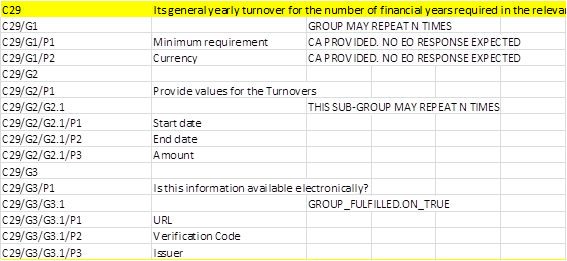 C29 Its general yearly turnover for the number of financial years required in the
C29/G1 GROUP MAY REPEAT N TIMES
C29/G1/P1 Minimum requirement CA PROVIDED. NO EO RESPONSE EXPECTED
C29/G1/P2 Currency CA PROVIDED. NO EO RESPONSE EXPECTED
C29/G2
C29/G2/P1 Provide values for the Turnovers
C29/G2/G2.1 THIS SUB-GROUP MAY REPEAT N TIMES
C29/G2/G2.1/P1 Start date
C29/G2/G2.1/P2 End date
C29/G2/G2.1/P3 Amount
C29/G3
C29/G3/P1 Is this information available electronically?
C29/G3/G3.1 GROUP_FULFILLED.ON_TRUE
C29/G3/G3.1/P1 URL
C29/G3/G3.1/P2 Verification Code
C29/G3/G3.1/P3 Issuer